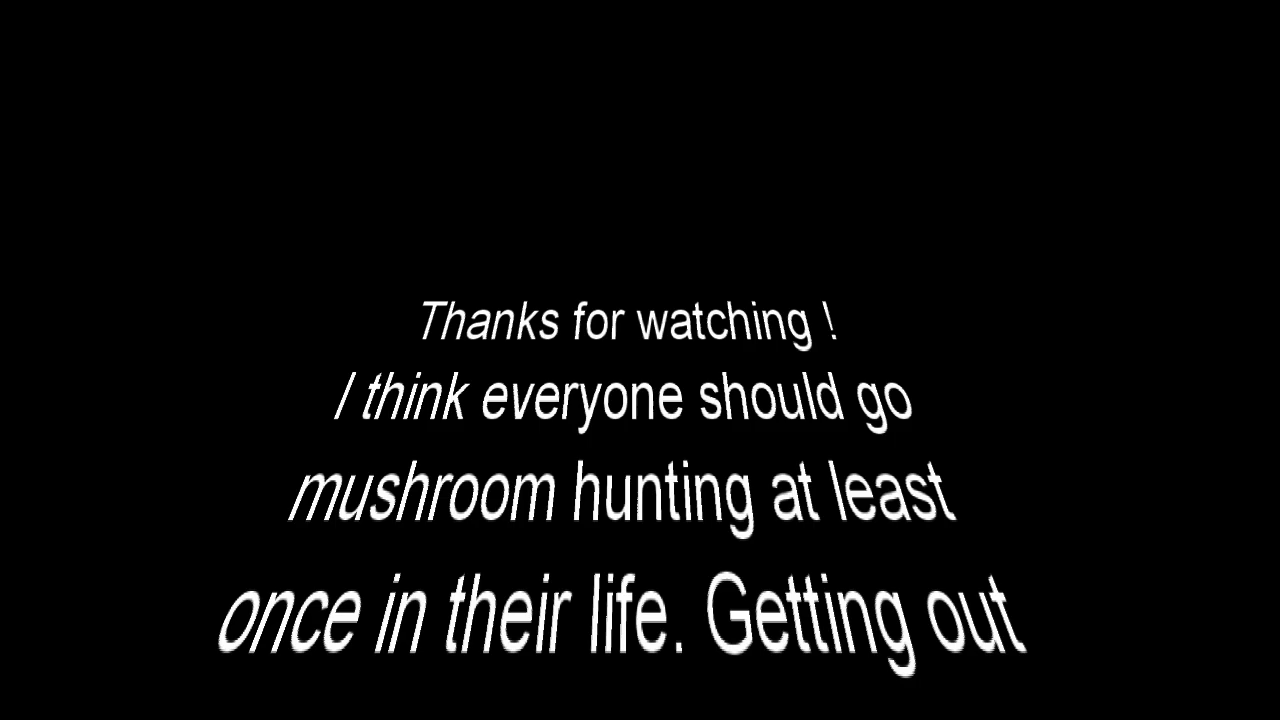 Thanks for watching !
I think everyone should go
mushroom hunting at least
once in their life. Getting out